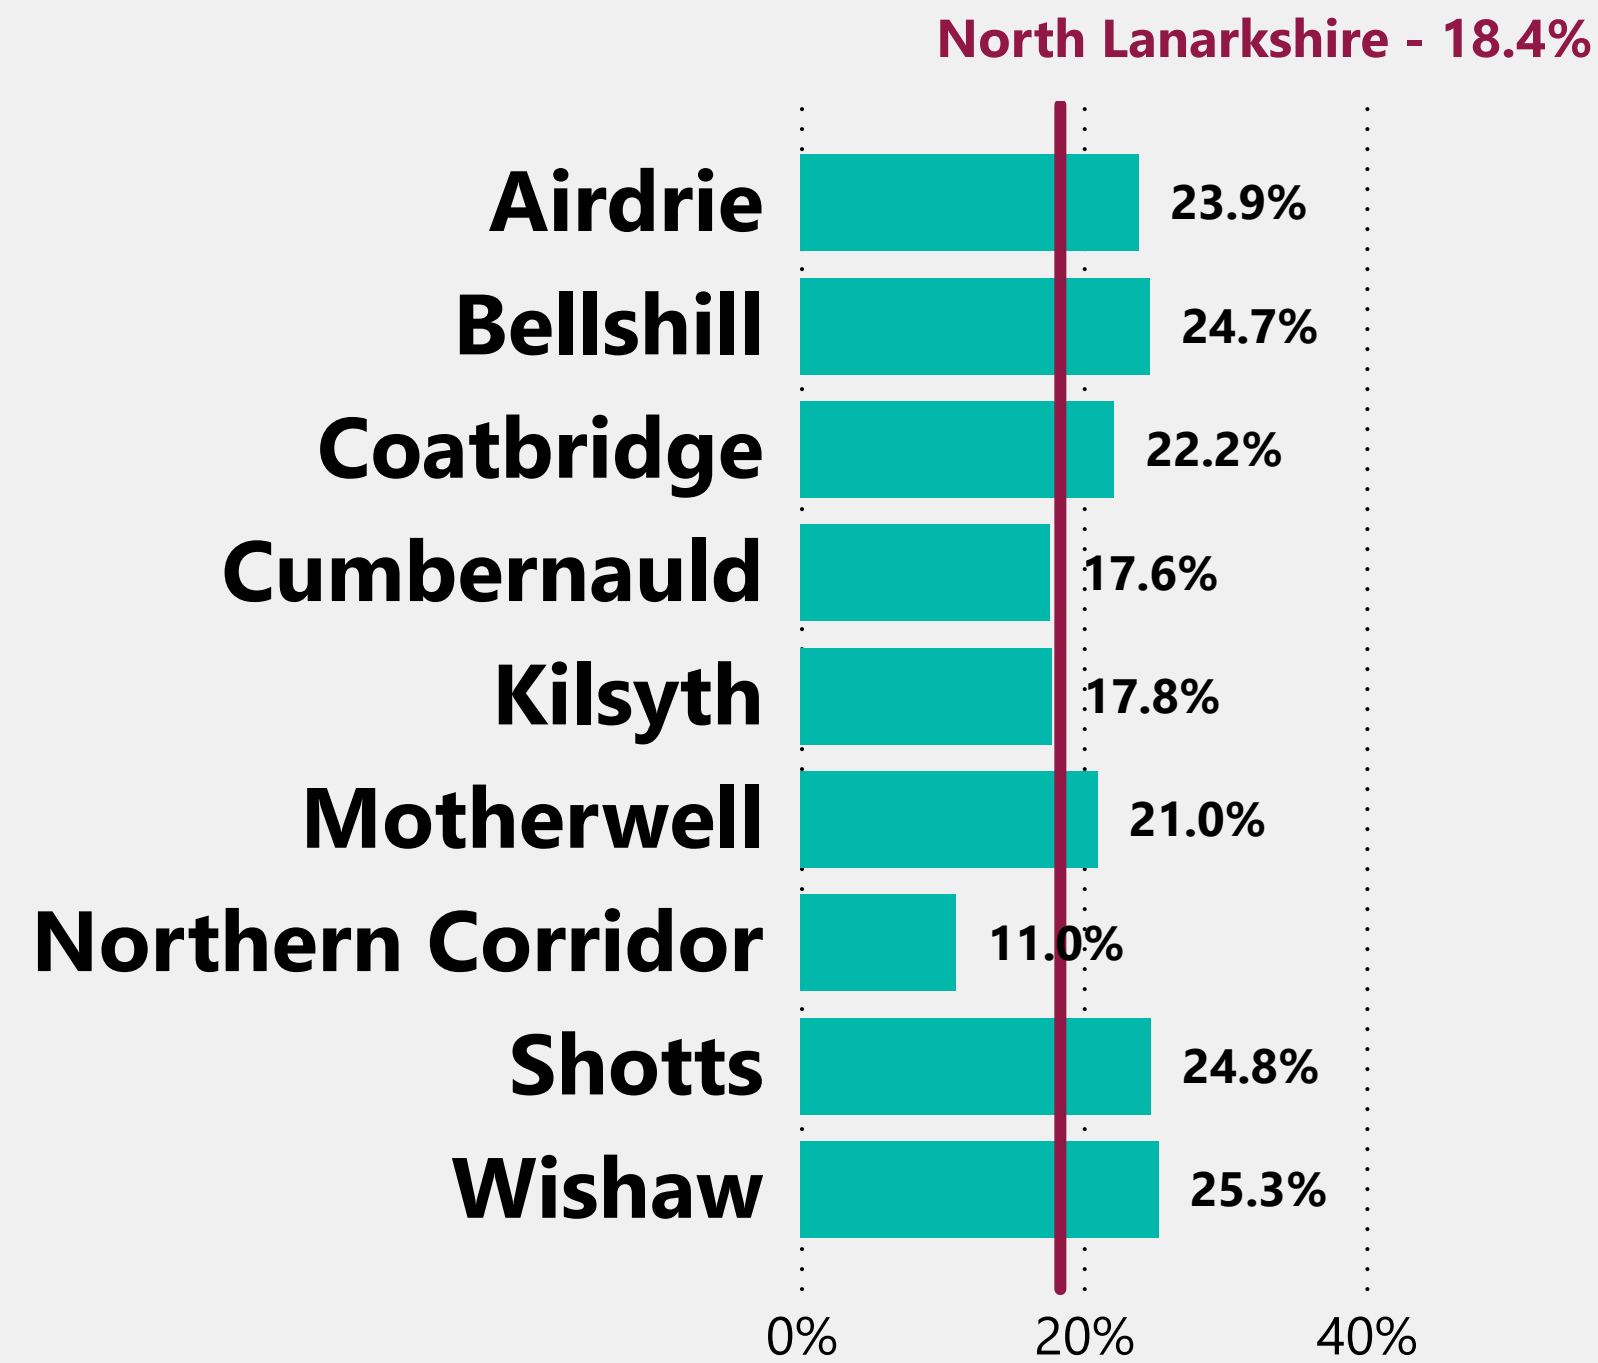 North Lanarkshire - 18.4%
Airdrie 23.9%
Bellshill 24.7%
Coatbridge 22.2%
Cumbernauld 17.6%
Kilsyth 17.8%
Motherwell 21.0%
Northern Corridor 11.0%
Shotts 24.8%
Wishaw 25.3%
0% 20% 40%